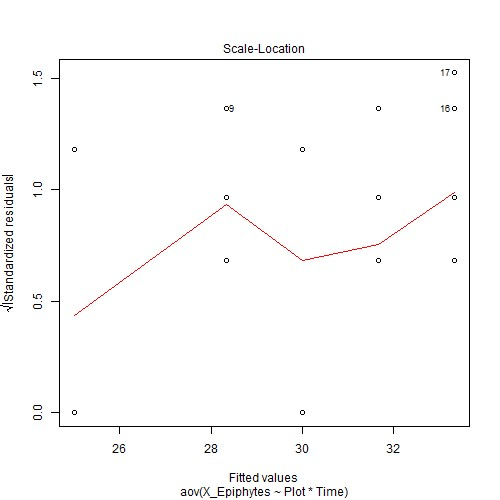 Scale-Location
1.5
1.0
0.5
0.0
√|Standardized residuals|
17
16
9
26
28
30
32
Fitted values
aov(X_Epiphytes ~ Plot * Time)